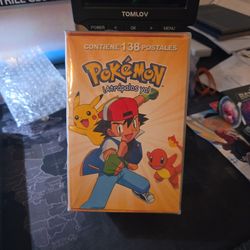 TOMLOV
POWER
OK
MENU
CONTIENE 138 POSTALES
POKÉMON
¡Atrápalos ya!